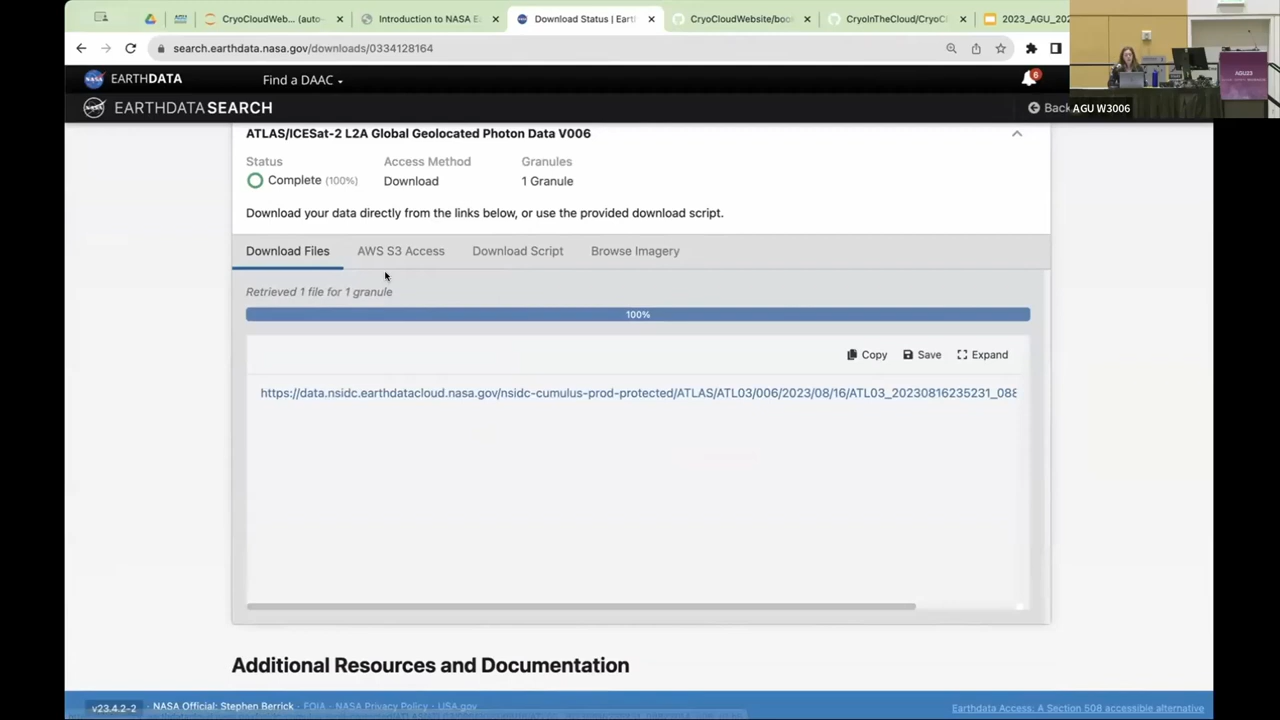 CryoCloudWeb... (auto-
Introduction to NASA E
Download Status | Eart
CryoCloudWebsite/boo
CryoInTheCloud/CryoC
2023_AGU_202
search.earthdata.nasa.gov/downloads/0334128164
EARTHDATA
Find a DAAC
6
EARTHDATA SEARCH
Back
AGU W3006
AGU23
ATLAS/ICESat-2 L2A Global Geolocated Photon Data V006
Status
Access Method
Granules
Complete (100%)
Download
1 Granule
Download your data directly from the links below, or use the provided download script.
Download Files
AWS S3 Access
Download Script
Browse Imagery
Retrieved 1 file for 1 granule
100%
Copy
Save
Expand
https://data.nsidc.earthdatacloud.nasa.gov/nsidc-cumulus-prod-protected/ATLAS/ATL03/006/2023/08/16/ATL03_20230816235231_088
Additional Resources and Documentation
v23.4.2-2
NASA Official: Stephen Berrick
FOIA
NASA Privacy Policy
USA.gov
Earthdata Access: A Section 508 accessible alternative